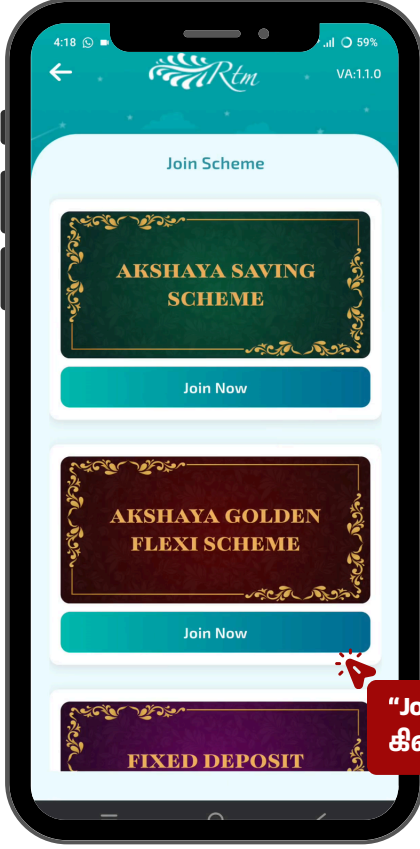 4:18
59%
Rtm
VA:1.1.0
Join Scheme
AKSHAYA SAVING
SCHEME
Join Now
AKSHAYA GOLDEN
FLEXI SCHEME
Join Now
FIXED DEPOSIT